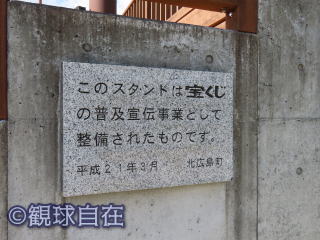 このスタンドは宝くじ
の普及宣伝事業として
整備されたものです。
平成21年3月 北広島町
©観球自在